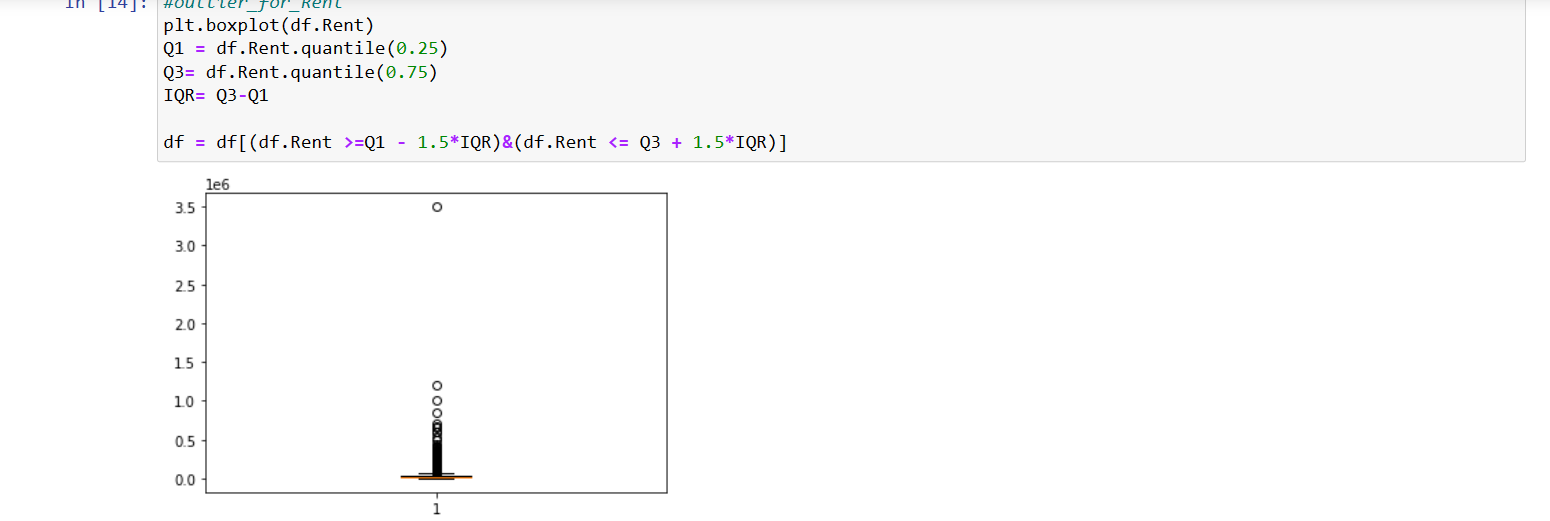 In [14]: #outlier_for_Rent
plt.boxplot(df.Rent)
Q1 = df.Rent.quantile(0.25)
Q3= df.Rent.quantile(0.75)
IQR= Q3-Q1
df = df[(df.Rent >=Q1 - 1.5*IQR)&(df.Rent <= Q3 + 1.5*IQR)]
1e6
3.5
3.0
2.5
2.0
1.5
1.0
0.5
0.0
1